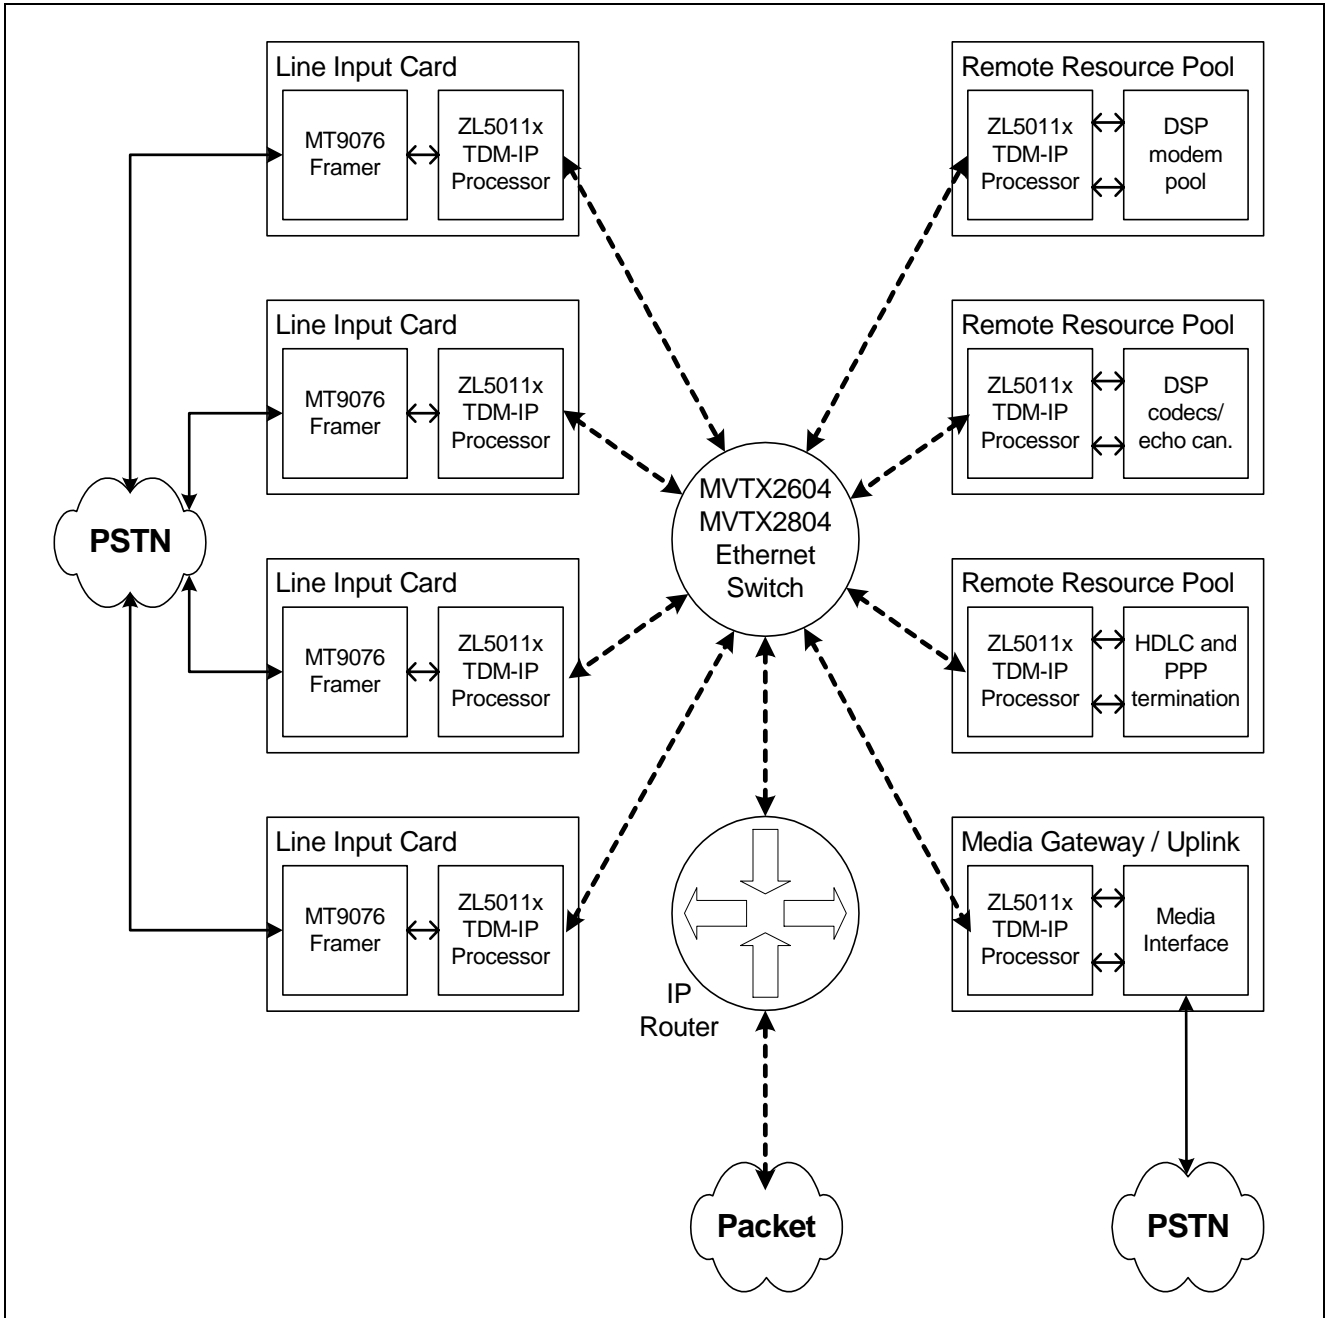 Line Input Card
MT9076
Framer
ZL5011x
TDM-IP
Processor
Remote Resource Pool
ZL5011x
TDM-IP
Processor
DSP
modem
pool
Line Input Card
MT9076
Framer
ZL5011x
TDM-IP
Processor
Remote Resource Pool
ZL5011x
TDM-IP
Processor
DSP
codecs/
echo can.
PSTN
MVTX2604
MVTX2804
Ethernet
Switch
Line Input Card
MT9076
Framer
ZL5011x
TDM-IP
Processor
Remote Resource Pool
ZL5011x
TDM-IP
Processor
HDLC and
PPP
termination
Line Input Card
MT9076
Framer
ZL5011x
TDM-IP
Processor
Media Gateway / Uplink
ZL5011x
TDM-IP
Processor
Media
Interface
IP
Router
Packet
PSTN